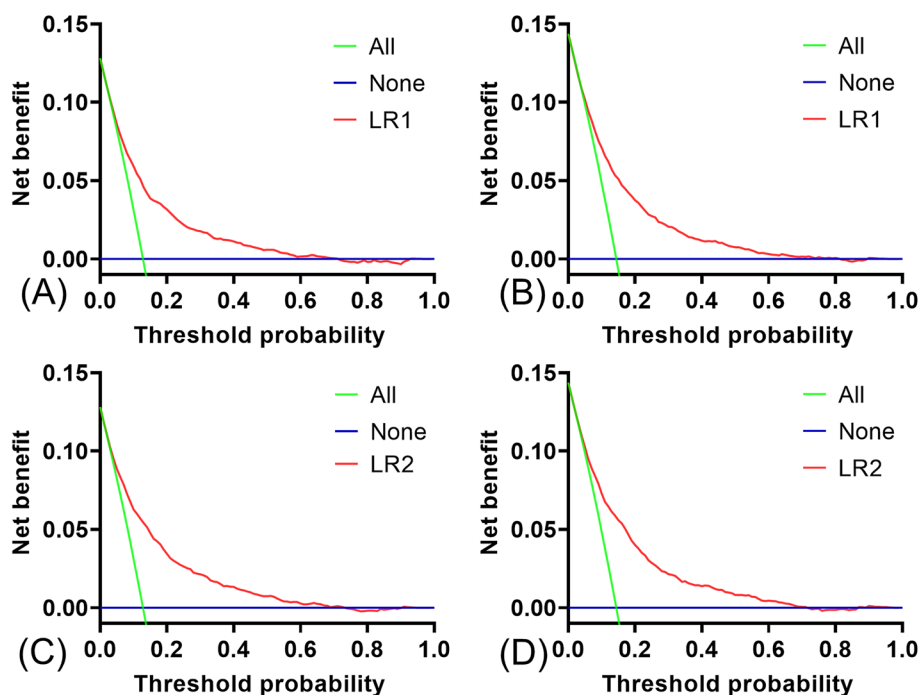 0.15
0.10
0.05
0.00
Net benefit
All
None
LR1
0.0 0.2 0.4 0.6 0.8 1.0
Threshold probability
(A)
0.15
0.10
0.05
0.00
Net benefit
All
None
LR1
0.0 0.2 0.4 0.6 0.8 1.0
Threshold probability
(B)
0.15
0.10
0.05
0.00
Net benefit
All
None
LR2
0.0 0.2 0.4 0.6 0.8 1.0
Threshold probability
(C)
0.15
0.10
0.05
0.00
Net benefit
All
None
LR2
0.0 0.2 0.4 0.6 0.8 1.0
Threshold probability
(D)